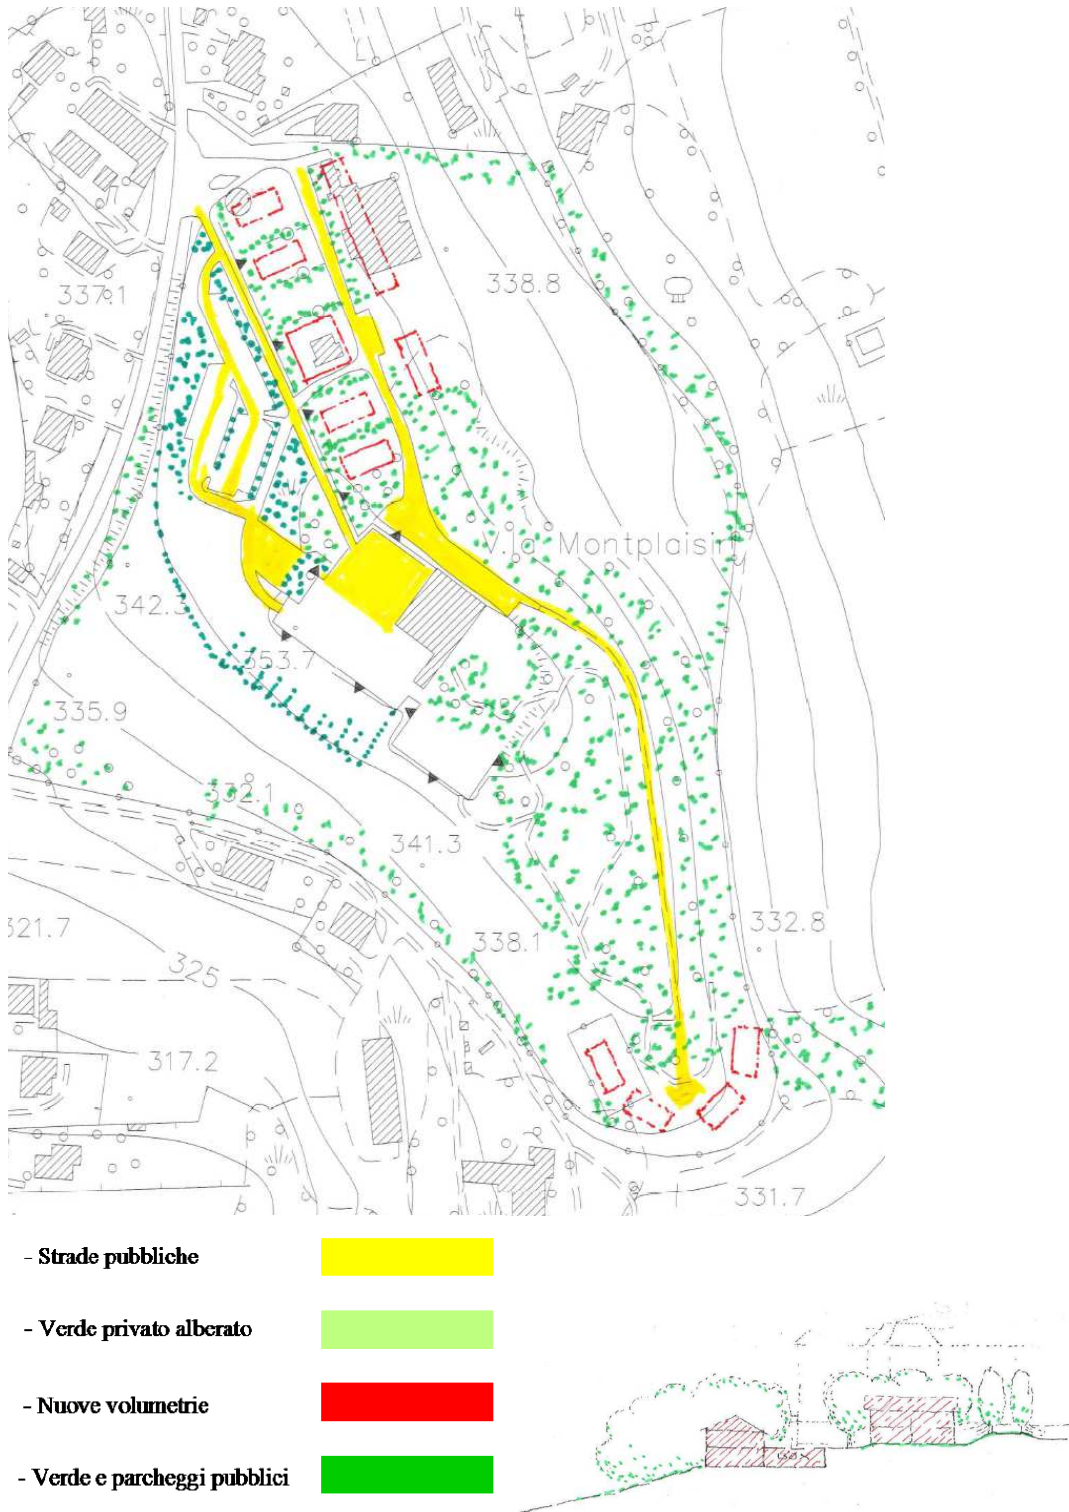 338.8
337.1
V.la Montplaisir
342.3
353.7
335.9
332.1
341.3
321.7
338.1
332.8
325
317.2
331.7
- Strade pubbliche
- Verde privato alberato
- Nuove volumetrie
- Verde e parcheggi pubblici